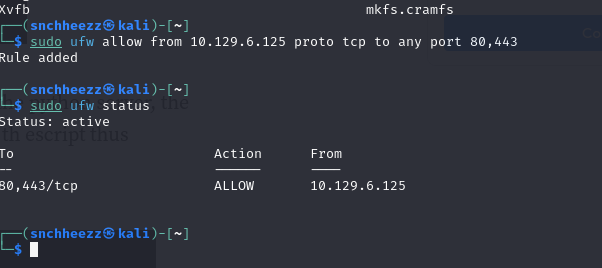 Xvfb mkfs.cramfs
┌──(snchheezz㉿kali)-[~]
└─$ sudo ufw allow from 10.129.6.125 proto tcp to any port 80,443
Rule added
┌──(snchheezz㉿kali)-[~]
└─$ sudo ufw status
Status: active
To Action From
-- ------ ----
80,443/tcp ALLOW 10.129.6.125
┌──(snchheezz㉿kali)-[~]
└─$